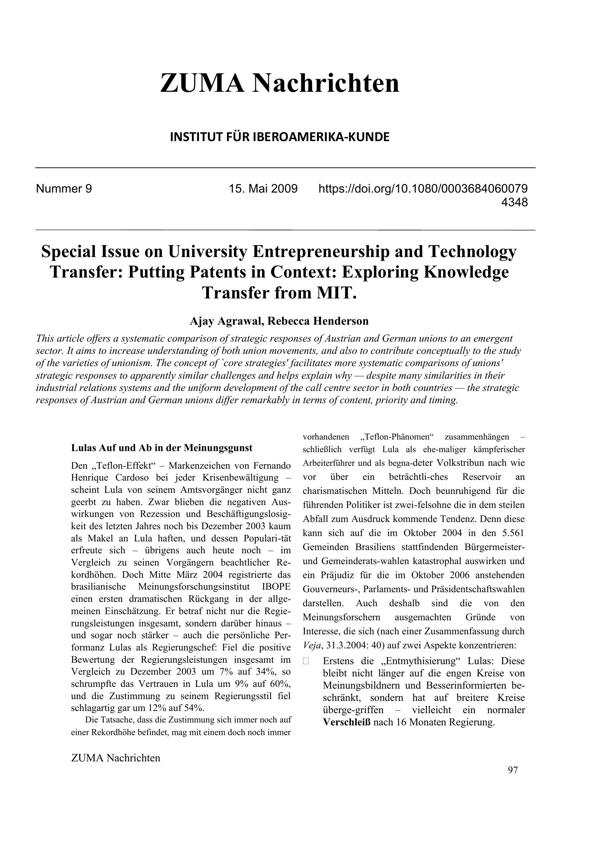 ZUMA Nachrichten
INSTITUT FÜR IBEROAMERIKA-KUNDE
Nummer 9 15. Mai 2009 https://doi.org/10.1080/0003684060079
4348
Special Issue on University Entrepreneurship and Technology
Transfer: Putting Patents in Context: Exploring Knowledge
Transfer from MIT.
Ajay Agrawal, Rebecca Henderson
This article offers a systematic comparison of strategic responses of Austrian and German unions to an emergent
sector. It aims to increase understanding of both union movements, and also to contribute conceptually to the study
of the varieties of unionism. The concept of `core strategies' facilitates more systematic comparisons of unions'
strategic responses to apparently similar challenges and helps explain why — despite many similarities in their
industrial relations systems and the uniform development of the call centre sector in both countries — the strategic
responses of Austrian and German unions differ remarkably in terms of content, priority and timing.
Lulas Auf und Ab in der Meinungsgunst
Den „Teflon-Effekt“ – Markenzeichen von Fernando
Henrique Cardoso bei jeder Krisenbewältigung –
scheint Lula von seinem Amtsvorgänger nicht ganz
geerbt zu haben. Zwar blieben die negativen Aus-
wirkungen von Rezession und Beschäftigungslosig-
keit des letzten Jahres noch bis Dezember 2003 kaum
als Makel an Lula haften, und dessen Populari-tät
erfreute sich – übrigens auch heute noch – im
Vergleich zu seinen Vorgängern beachtlicher Re-
kordhöhen. Doch Mitte März 2004 registrierte das
brasilianische Meinungsforschungsinstitut IBOPE
einen ersten dramatischen Rückgang in der allge-
meinen Einschätzung. Er betraf nicht nur die Regie-
rungsleistungen insgesamt, sondern darüber hinaus –
und sogar noch stärker – auch die persönliche Per-
formanz Lulas als Regierungschef: Fiel die positive
Bewertung der Regierungsleistungen insgesamt im
Vergleich zu Dezember 2003 um 7% auf 34%, so
schrumpfte das Vertrauen in Lula um 9% auf 60%,
und die Zustimmung zu seinem Regierungsstil fiel
schlagartig gar um 12% auf 54%.
Die Tatsache, dass die Zustimmung sich immer noch auf
einer Rekordhöhe befindet, mag mit einem doch noch immer
vorhandenen „Teflon-Phänomen“ zusammenhängen –
schließlich verfügt Lula als ehe-maliger kämpferischer
Arbeiterführer und als begna-deter Volkstribun nach wie
vor über ein beträchtli-ches Reservoir an
charismatischen Mitteln. Doch beunruhigend für die
führenden Politiker ist zwei-felsohne die in dem steilen
Abfall zum Ausdruck kommende Tendenz. Denn diese
kann sich auf die im Oktober 2004 in den 5.561
Gemeinden Brasiliens stattfindenden Bürgermeister-
und Gemeinderats-wahlen katastrophal auswirken und
ein Präjudiz für die im Oktober 2006 anstehenden
Gouverneurs-, Parlaments- und Präsidentschaftswahlen
darstellen. Auch deshalb sind die von den
Meinungsforschern ausgemachten Gründe von
Interesse, die sich (nach einer Zusammenfassung durch
Veja, 31.3.2004: 40) auf zwei Aspekte konzentrieren:
Erstens die „Entmythisierung“ Lulas: Diese
bleibt nicht länger auf die engen Kreise von
Meinungsbildnern und Besserinformierten be-
schränkt, sondern hat auf breitere Kreise
überge-griffen – vielleicht ein normaler
Verschleiß nach 16 Monaten Regierung.
ZUMA Nachrichten
97